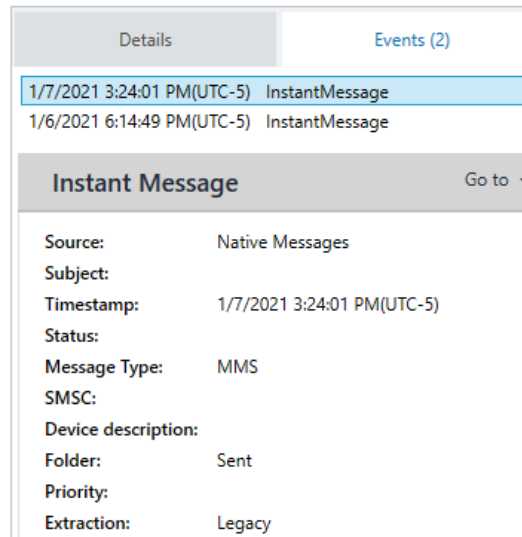 Details Events (2)
1/7/2021 3:24:01 PM(UTC-5) InstantMessage
1/6/2021 6:14:49 PM(UTC-5) InstantMessage
Instant Message Go to
Source: Native Messages
Subject:
Timestamp: 1/7/2021 3:24:01 PM(UTC-5)
Status:
Message Type: MMS
SMSC:
Device description:
Folder: Sent
Priority:
Extraction: Legacy